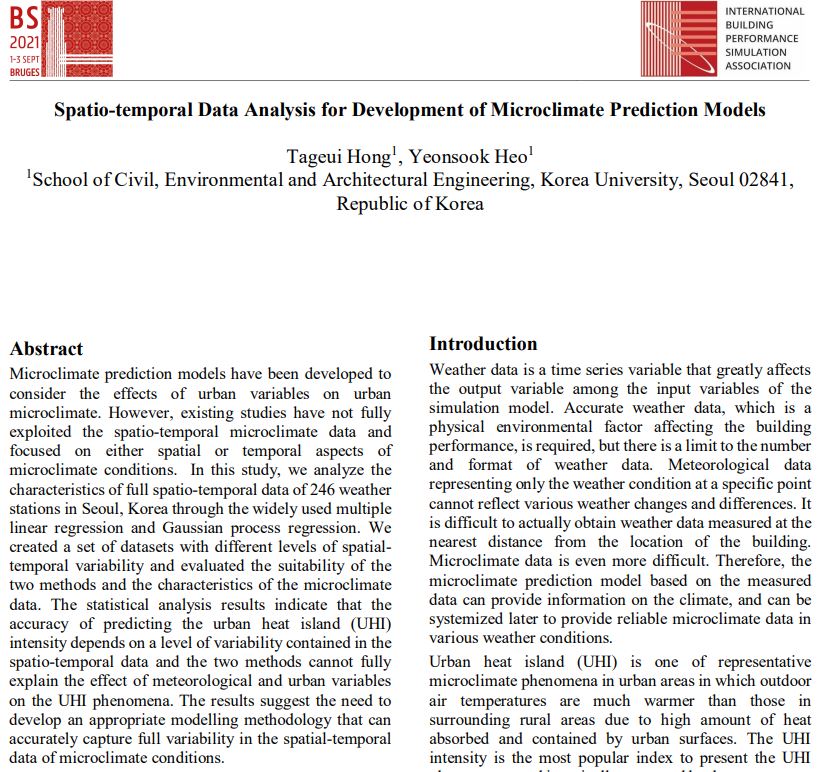 BS
2021
1-3 SEPT
BRUGES
INTERNATIONAL
BUILDING
PERFORMANCE
SIMULATION
ASSOCIATION
Spatio-temporal Data Analysis for Development of Microclimate Prediction Models
Tageui Hong1, Yeonsook Heo1
1School of Civil, Environmental and Architectural Engineering, Korea University, Seoul 02841,
Republic of Korea
Abstract
Microclimate prediction models have been developed to
consider the effects of urban variables on urban
microclimate. However, existing studies have not fully
exploited the spatio-temporal microclimate data and
focused on either spatial or temporal aspects of
microclimate conditions. In this study, we analyze the
characteristics of full spatio-temporal data of 246 weather
stations in Seoul, Korea through the widely used multiple
linear regression and Gaussian process regression. We
created a set of datasets with different levels of spatial-
temporal variability and evaluated the suitability of the
two methods and the characteristics of the microclimate
data. The statistical analysis results indicate that the
accuracy of predicting the urban heat island (UHI)
intensity depends on a level of variability contained in the
spatio-temporal data and the two methods cannot fully
explain the effect of meteorological and urban variables
on the UHI phenomena. The results suggest the need to
develop an appropriate modelling methodology that can
accurately capture full variability in the spatial-temporal
data of microclimate conditions.
Introduction
Weather data is a time series variable that greatly affects
the output variable among the input variables of the
simulation model. Accurate weather data, which is a
physical environmental factor affecting the building
performance, is required, but there is a limit to the number
and format of weather data. Meteorological data
representing only the weather condition at a specific point
cannot reflect various weather changes and differences. It
is difficult to actually obtain weather data measured at the
nearest distance from the location of the building.
Microclimate data is even more difficult. Therefore, the
microclimate prediction model based on the measured
data can provide information on the climate, and can be
systemized later to provide reliable microclimate data in
various weather conditions.
Urban heat island (UHI) is one of representative
microclimate phenomena in urban areas in which outdoor
air temperatures are much warmer than those in
surrounding rural areas due to high amount of heat
absorbed and contained by urban surfaces. The UHI
intensity is the most popular index to present the UHI